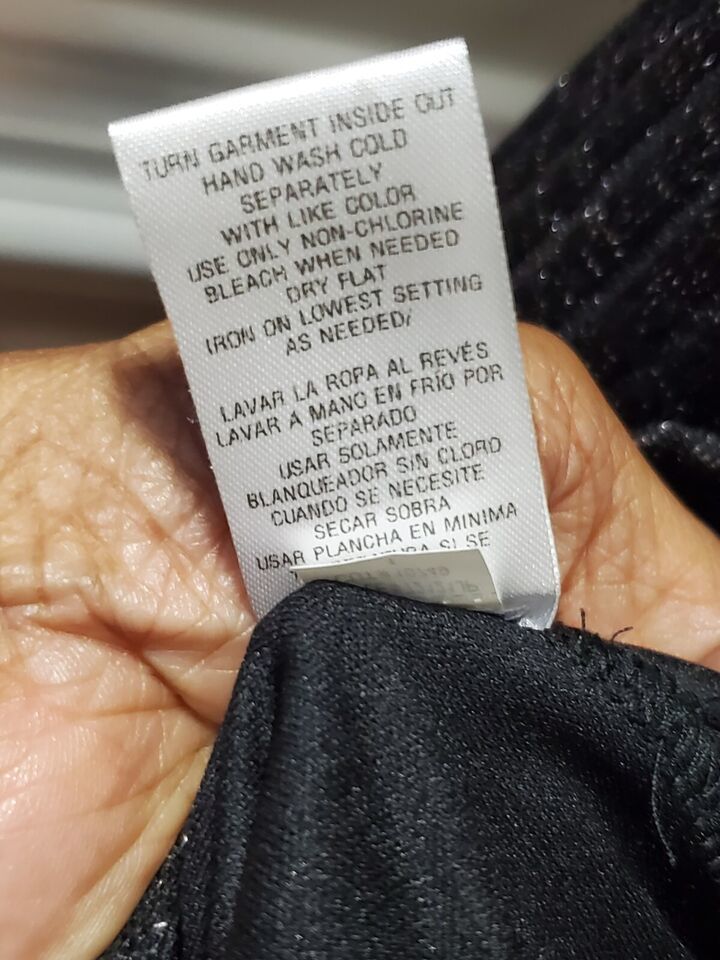 TURN GARMENT INSIDE OUT
HAND WASH COLD
SEPARATELY
WITH LIKE COLOR
USE ONLY NON-CHLORINE
BLEACH WHEN NEEDED
DRY FLAT
IRON ON LOWEST SETTING
AS NEEDED/
LAVAR LA ROPA AL REVÉS
LAVAR A MANO EN FRÍO POR
SEPARADO
USAR SOLAMENTE
BLANQUEADOR SIN CLORO
CUANDO SE NECESITE
SECAR SOBRA
USAR PLANCHA EN MINIMA
SI SE